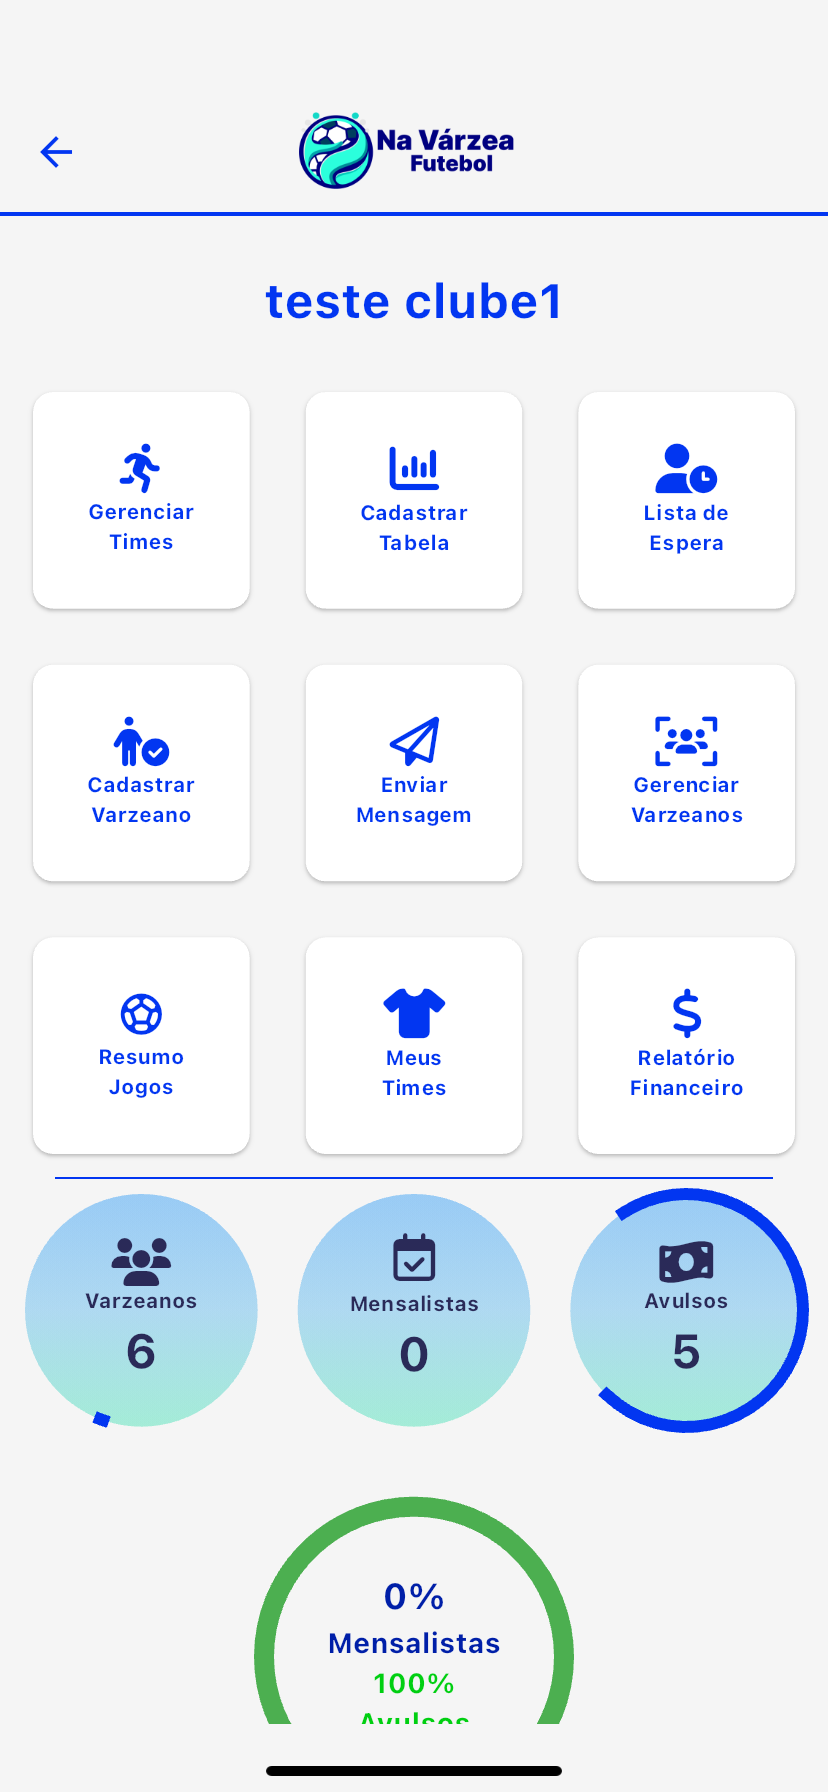 Na Várzea
Futebol
teste clube1
Gerenciar
Times
Cadastrar
Tabela
Lista de
Espera
Cadastrar
Varzeano
Enviar
Mensagem
Gerenciar
Varzeanos
Resumo
Jogos
Meus
Times
Relatório
Financeiro
Varzeanos
6
Mensalistas
0
Avulsos
5
0%
Mensalistas
100%
Avulsos